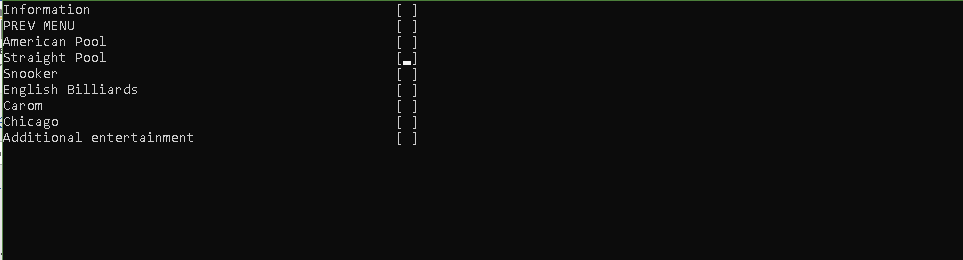 Information [ ]
PREV MENU [ ]
American Pool [ ]
Straight Pool [_]
Snooker [ ]
English Billiards [ ]
Carom [ ]
Chicago [ ]
Additional entertainment [ ]